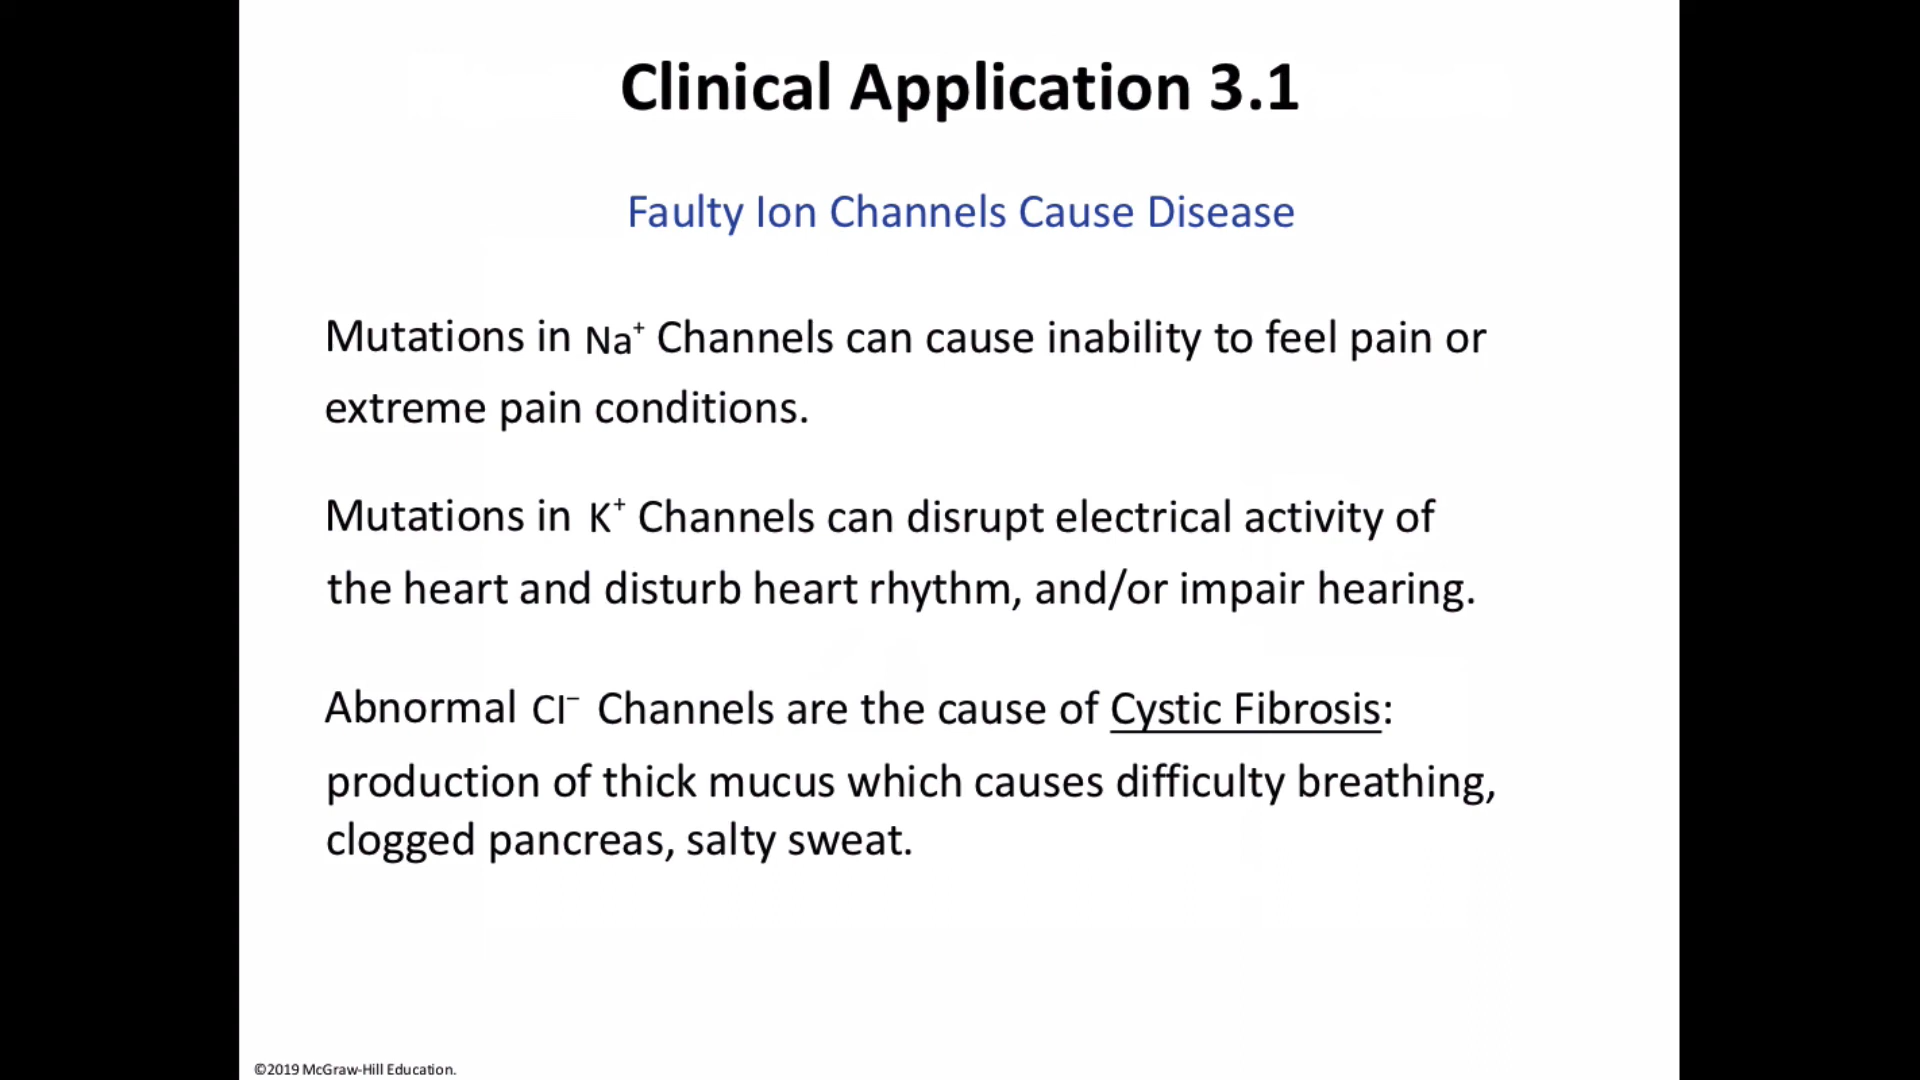 Clinical Application 3.1
Faulty Ion Channels Cause Disease
Mutations in Na⁺ Channels can cause inability to feel pain or
extreme pain conditions.
Mutations in K⁺ Channels can disrupt electrical activity of
the heart and disturb heart rhythm, and/or impair hearing.
Abnormal Cl⁻ Channels are the cause of Cystic Fibrosis:
production of thick mucus which causes difficulty breathing,
clogged pancreas, salty sweat.
©2019 McGraw-Hill Education.